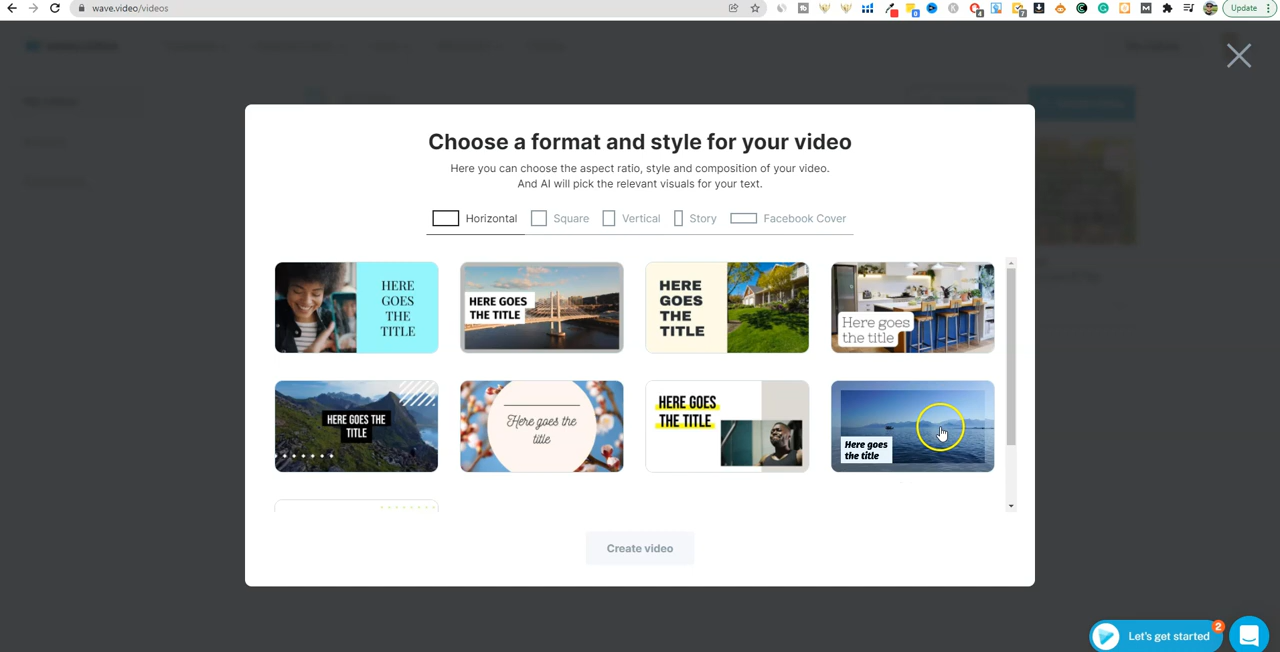 wave.video/videos
Update
0
4
7
Choose a format and style for your video
Here you can choose the aspect ratio, style and composition of your video.
And AI will pick the relevant visuals for your text.
Horizontal
Square
Vertical
Story
Facebook Cover
HERE
GOES
THE
TITLE
HERE GOES
THE TITLE
HERE
GOES
THE
TITLE
Here goes
the title
HERE GOES THE
TITLE
Here goes the
title
HERE GOES
THE TITLE
Here goes
the title
Create video
Let's get started
2